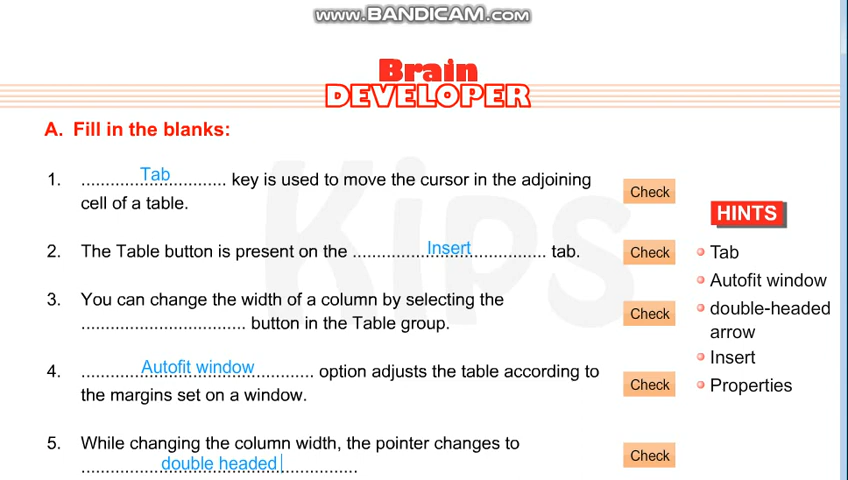 www.BANDICAM.com
Brain
DEVELOPER
A. Fill in the blanks:
1. .............Tab............. key is used to move the cursor in the adjoining
cell of a table.
2. The Table button is present on the ...............Insert............... tab.
3. You can change the width of a column by selecting the
.................................. button in the Table group.
4. ............Autofit window............ option adjusts the table according to
the margins set on a window.
5. While changing the column width, the pointer changes to
................double headed................
Check
Check
Check
Check
Check
HINTS
Tab
Autofit window
double-headed
arrow
Insert
Properties
Kips